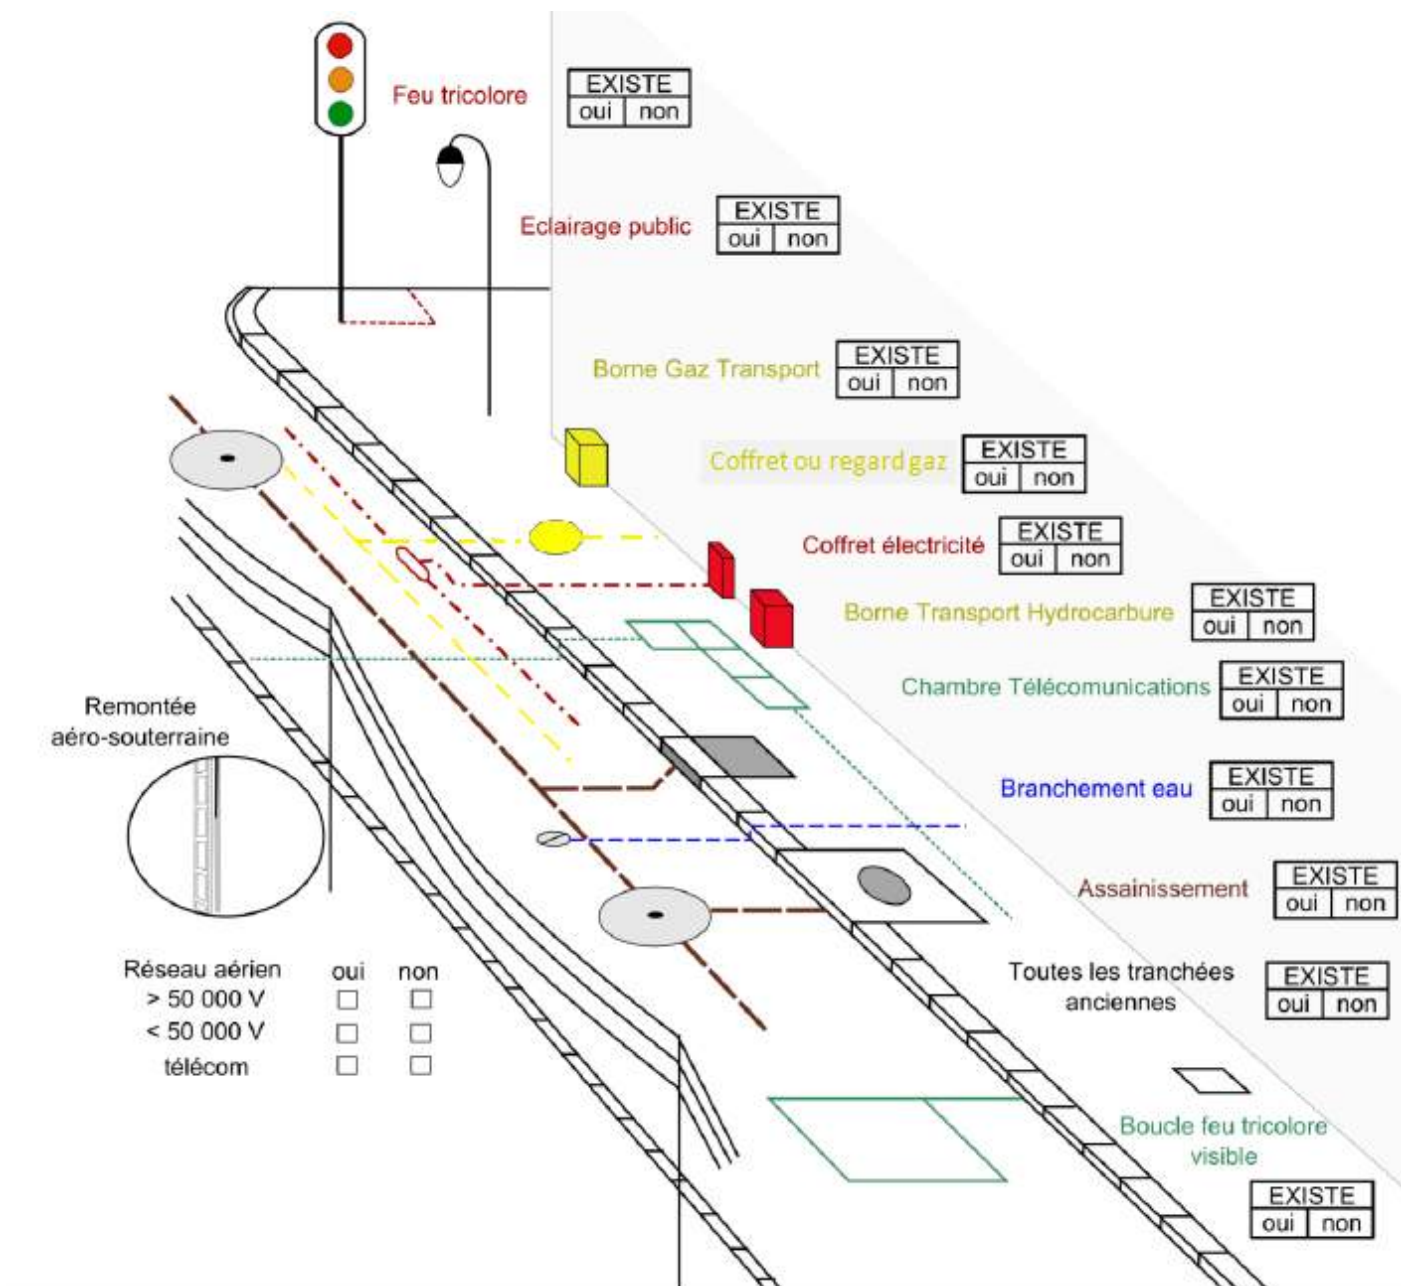 Feu tricolore
EXISTE
oui non
Eclairage public
EXISTE
oui non
Borne Gaz Transport
EXISTE
oui non
Coffret ou regard gaz
EXISTE
oui non
Coffret électricité
EXISTE
oui non
Borne Transport Hydrocarbure
EXISTE
oui non
Chambre Télécomunications
EXISTE
oui non
Remontée
aéro-souterraine
Branchement eau
EXISTE
oui non
Assainissement
EXISTE
oui non
Réseau aérien oui non
> 50 000 V
< 50 000 V
télécom
Toutes les tranchées
anciennes
EXISTE
oui non
Boucle feu tricolore
visible
EXISTE
oui non